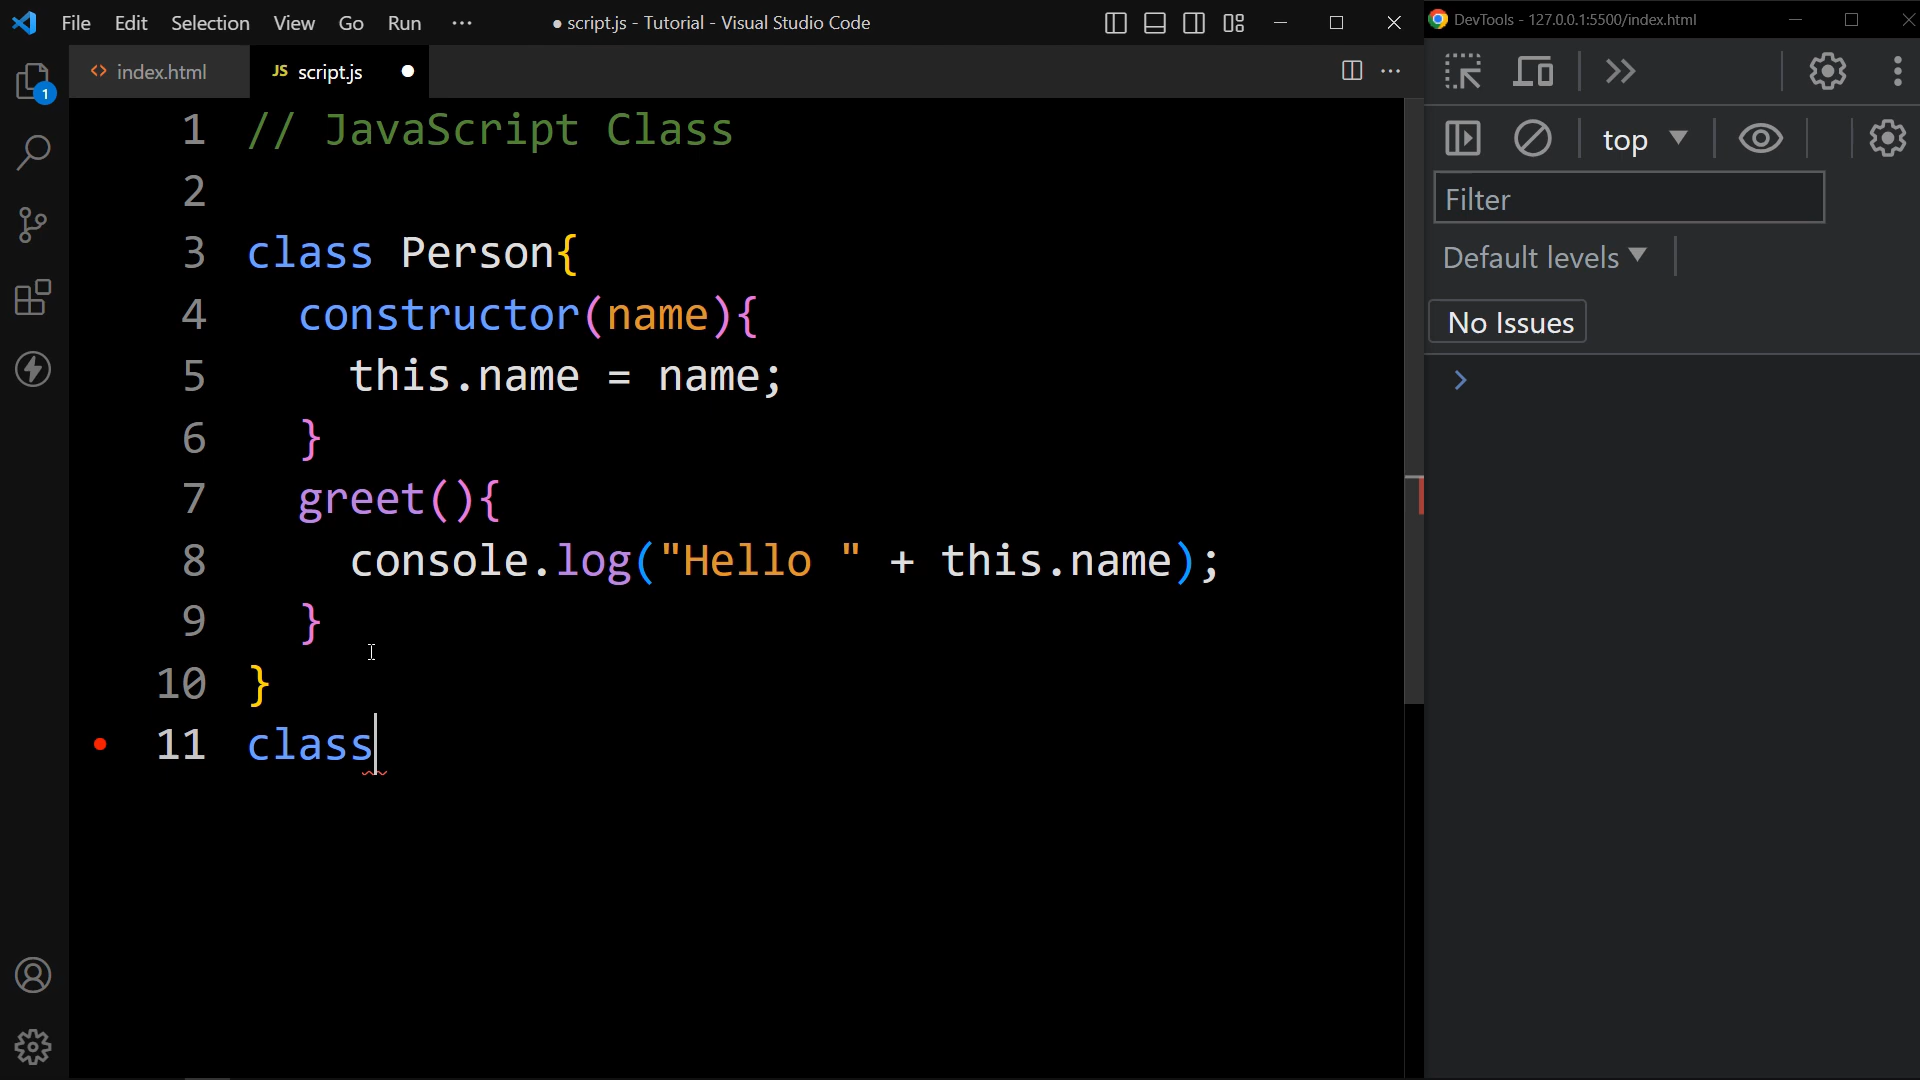 File Edit Selection View Go Run ··· ● script.js - Tutorial - Visual Studio Code
DevTools - 127.0.0.1:5500/index.html
<> index.html
JS script.js ●
1
1 // JavaScript Class
2
3 class Person{
4 constructor(name){
5 this.name = name;
6 }
7 greet(){
8 console.log("Hello " + this.name);
9 }
10 }
11 class
top
Filter
Default levels
No Issues